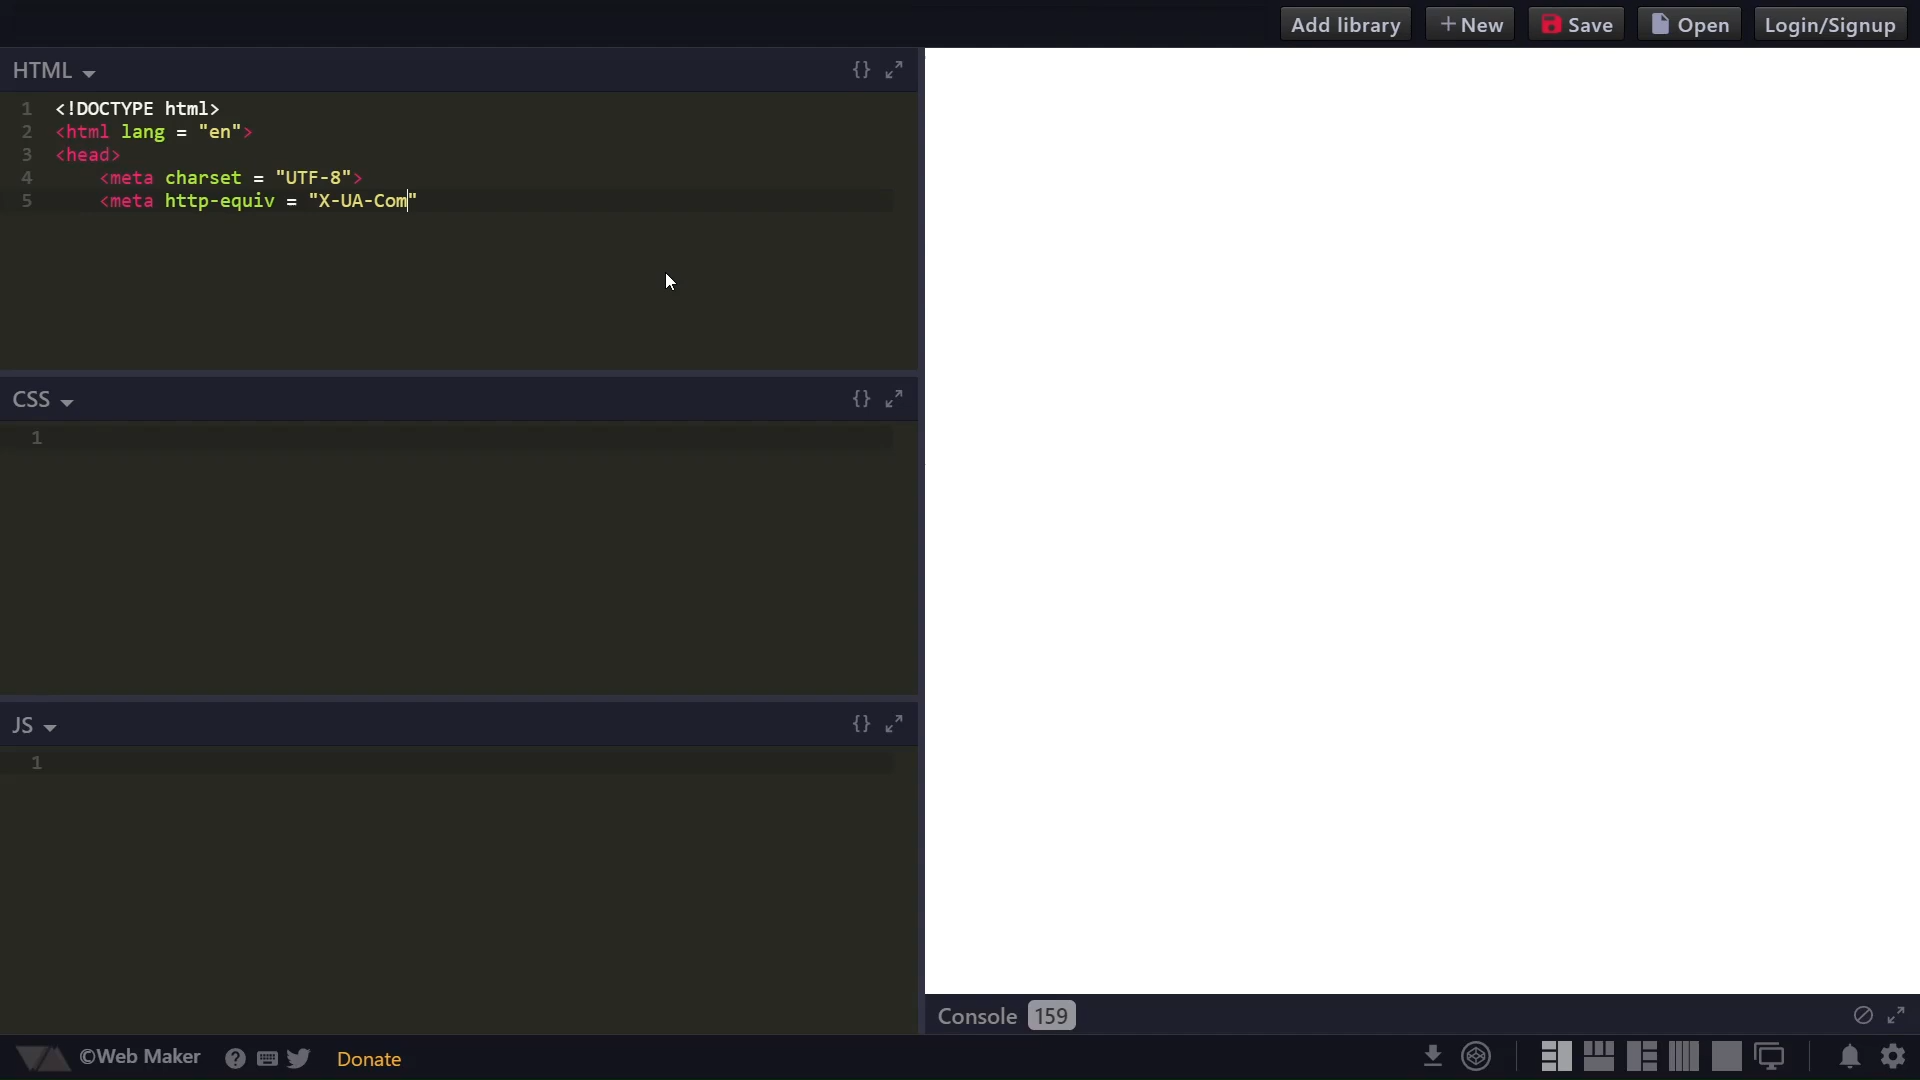 Add library + New Save Open Login/Signup
HTML {}
1 <!DOCTYPE html>
2 <html lang = "en">
3 <head>
4 <meta charset = "UTF-8">
5 <meta http-equiv = "X-UA-Com"
CSS {}
1
JS {}
1
Console 159
©Web Maker ? Donate